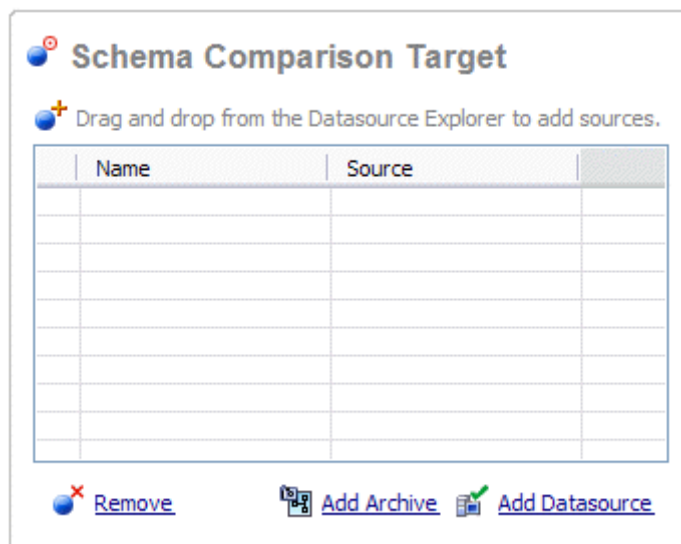 Schema Comparison Target
Drag and drop from the Datasource Explorer to add sources.
Name Source
Remove Add Archive Add Datasource